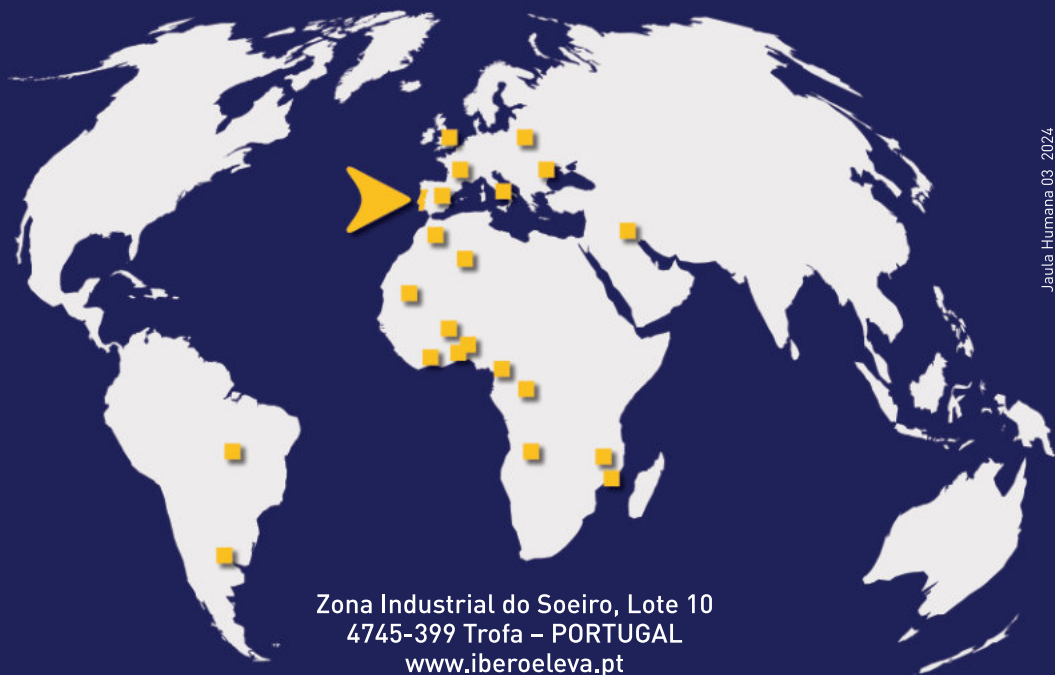 Jaula Humana 03 2024
Zona Industrial do Soeiro, Lote 10
4745-399 Trofa – PORTUGAL
www.iberoeleva.pt